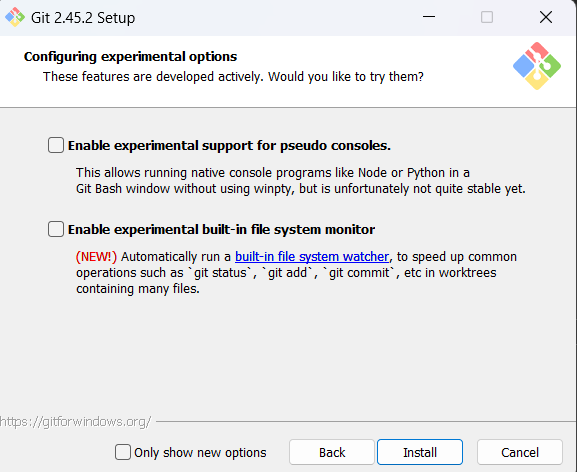 Git 2.45.2 Setup
Configuring experimental options
These features are developed actively. Would you like to try them?
Enable experimental support for pseudo consoles.
This allows running native console programs like Node or Python in a
Git Bash window without using winpty, but is unfortunately not quite stable yet.
Enable experimental built-in file system monitor
(NEW!) Automatically run a built-in file system watcher, to speed up common
operations such as `git status`, `git add`, `git commit`, etc in worktrees
containing many files.
https://gitforwindows.org/
Only show new options
Back
Install
Cancel